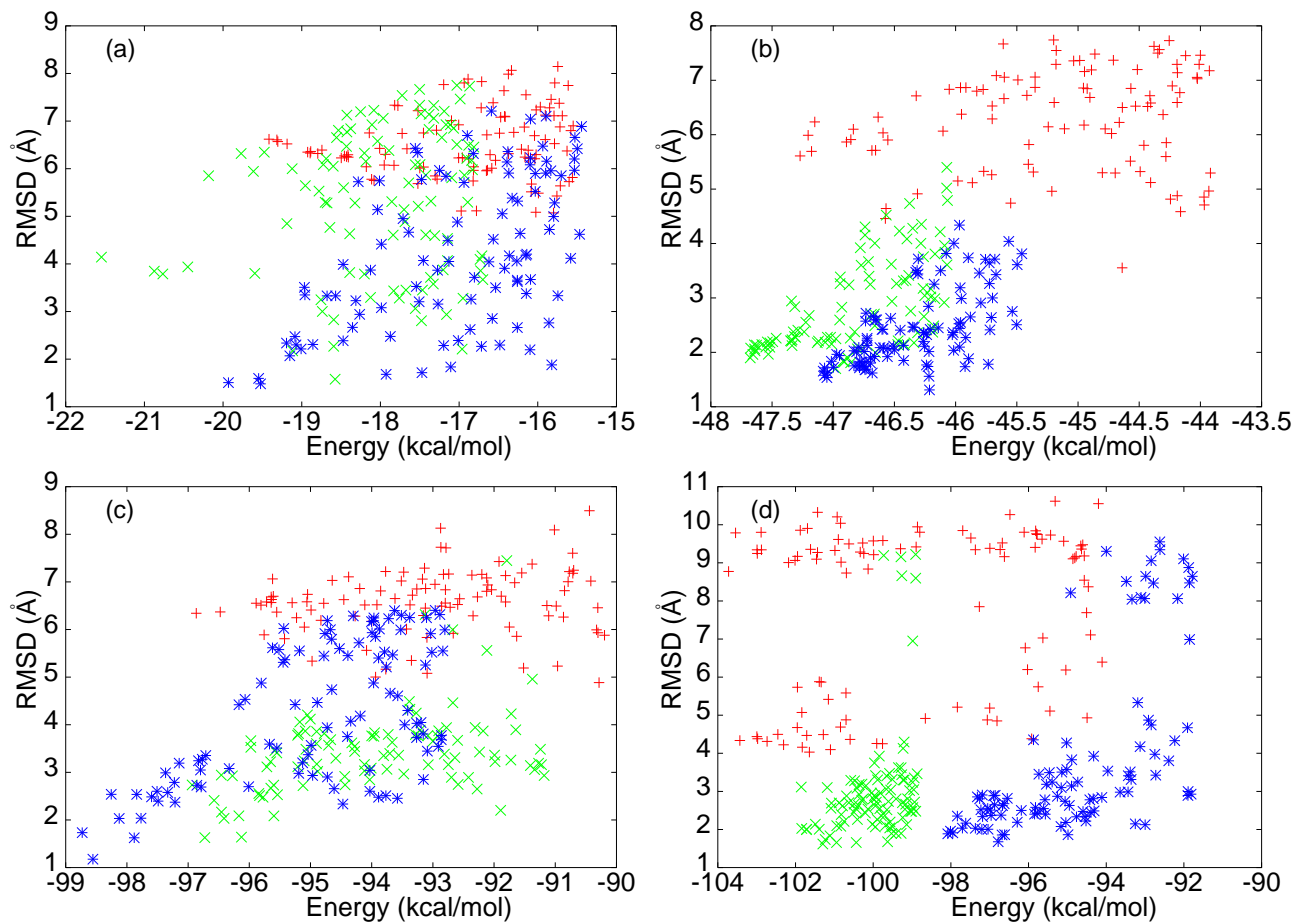 (a)
RMSD (Å)
9
8
7
6
5
4
3
2
1
-22 -21 -20 -19 -18 -17 -16 -15
Energy (kcal/mol)
(b)
RMSD (Å)
8
7
6
5
4
3
2
1
-48 -47.5 -47 -46.5 -46 -45.5 -45 -44.5 -44 -43.5
Energy (kcal/mol)
(c)
RMSD (Å)
9
8
7
6
5
4
3
2
1
-99 -98 -97 -96 -95 -94 -93 -92 -91 -90
Energy (kcal/mol)
(d)
RMSD (Å)
11
10
9
8
7
6
5
4
3
2
1
-104 -102 -100 -98 -96 -94 -92 -90
Energy (kcal/mol)